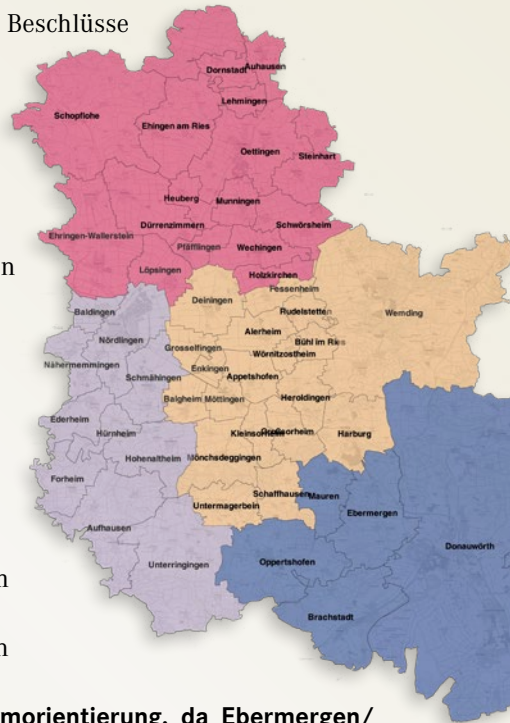 Beschlüsse
Dornstadt
Auhausen
Lehmingen
Schopflohe
Ehingen am Ries
Oettingen
Steinhart
Heuberg
Munningen
Dürrenzimmern
Schwörsheim
Ehringen-Wallerstein
Pfäfflingen
Wechingen
Löpsingen
Holzkirchen
n
Fessenheim
Deiningen
Baldingen
Rudelstetten
Wemding
Nördlingen
Alerheim
Bühl im Ries
Grosselfingen
Wörnitzostheim
Nähermemmingen
Enkingen
Schmähingen
Appetshofen
Balgheim
Möttingen
Heroldingen
Ederheim
Hürnheim
Harburg
Hohenaltheim
Mönchsdeggingen
Forheim
Schaffhausen
Mauren
Untermagerbein
Ebermergen
Aufhausen
Donauwörth
Unterringingen
Oppertshofen
n
Brachstadt
n
morientierung, da Ebermergen/